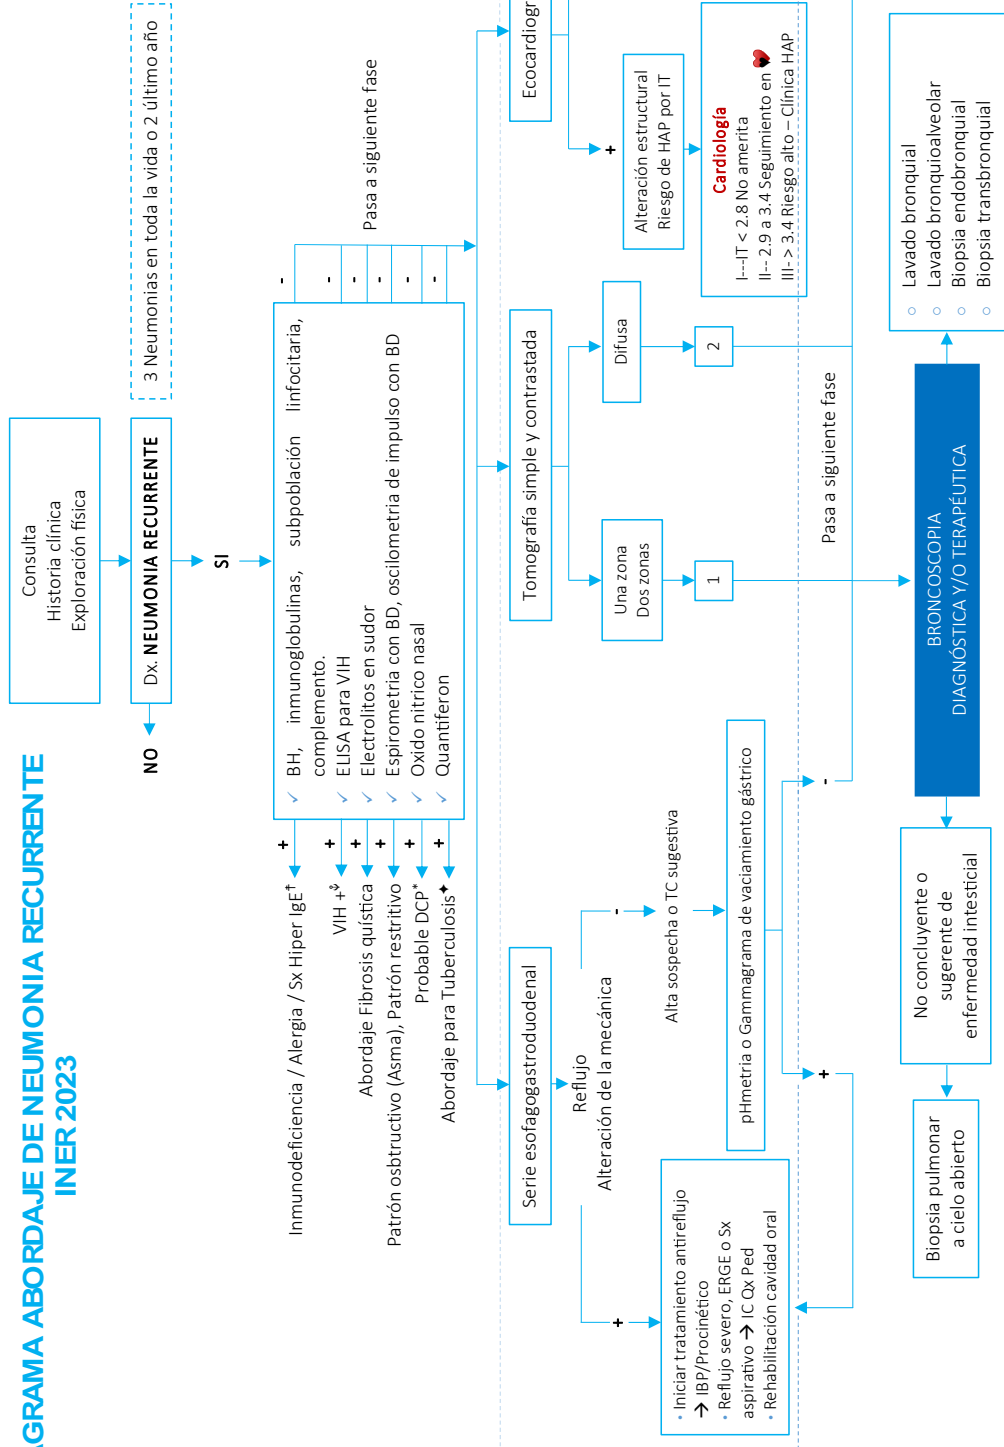 GRAMA ABORDAJE DE NEUMONIA RECURRENTE
INER 2023
Consulta
Historia clínica
Exploración física
NO
Dx. NEUMONIA RECURRENTE
3 Neumonias en toda la vida o 2 último año
SI
✓ BH, inmunoglobulinas, subpoblación linfocitaria,
complemento.
✓ ELISA para VIH
✓ Electrolitos en sudor
✓ Espirometria con BD, oscilometria de impulso con BD
✓ Oxido nitrico nasal
✓ Quantiferon
+
+
+
+
+
+
-
-
-
-
-
-
Inmunodeficiencia / Alergia / Sx Hiper IgE†
VIH +
Abordaje Fibrosis quística
Patrón osbtructivo (Asma), Patrón restritivo
Probable DCP*
Abordaje para Tuberculosis✦
Pasa a siguiente fase
Serie esofagogastroduodenal
Tomografía simple y contrastada
Ecocardiogr
Reflujo
Alteración de la mecánica
+
-
Alta sospecha o TC sugestiva
pHmetria o Gammagrama de vaciamiento gástrico
+
-
• Iniciar tratamiento antireflujo
→ IBP/Procinético
• Reflujo severo, ERGE o Sx
aspirativo → IC Qx Ped
• Rehabilitación cavidad oral
Una zona
Dos zonas
1
Difusa
2
+
Alteración estructural
Riesgo de HAP por IT
Cardiología
I---IT < 2.8 No amerita
II-- 2.9 a 3.4 Seguimiento en
III- > 3.4 Riesgo alto – Clínica HAP
Pasa a siguiente fase
BRONCOSCOPIA
DIAGNÓSTICA Y/O TERAPÉUTICA
○ Lavado bronquial
○ Lavado bronquioalveolar
○ Biopsia endobronquial
○ Biopsia transbronquial
No concluyente o
sugerente de
enfermedad intesticial
Biopsia pulmonar
a cielo abierto